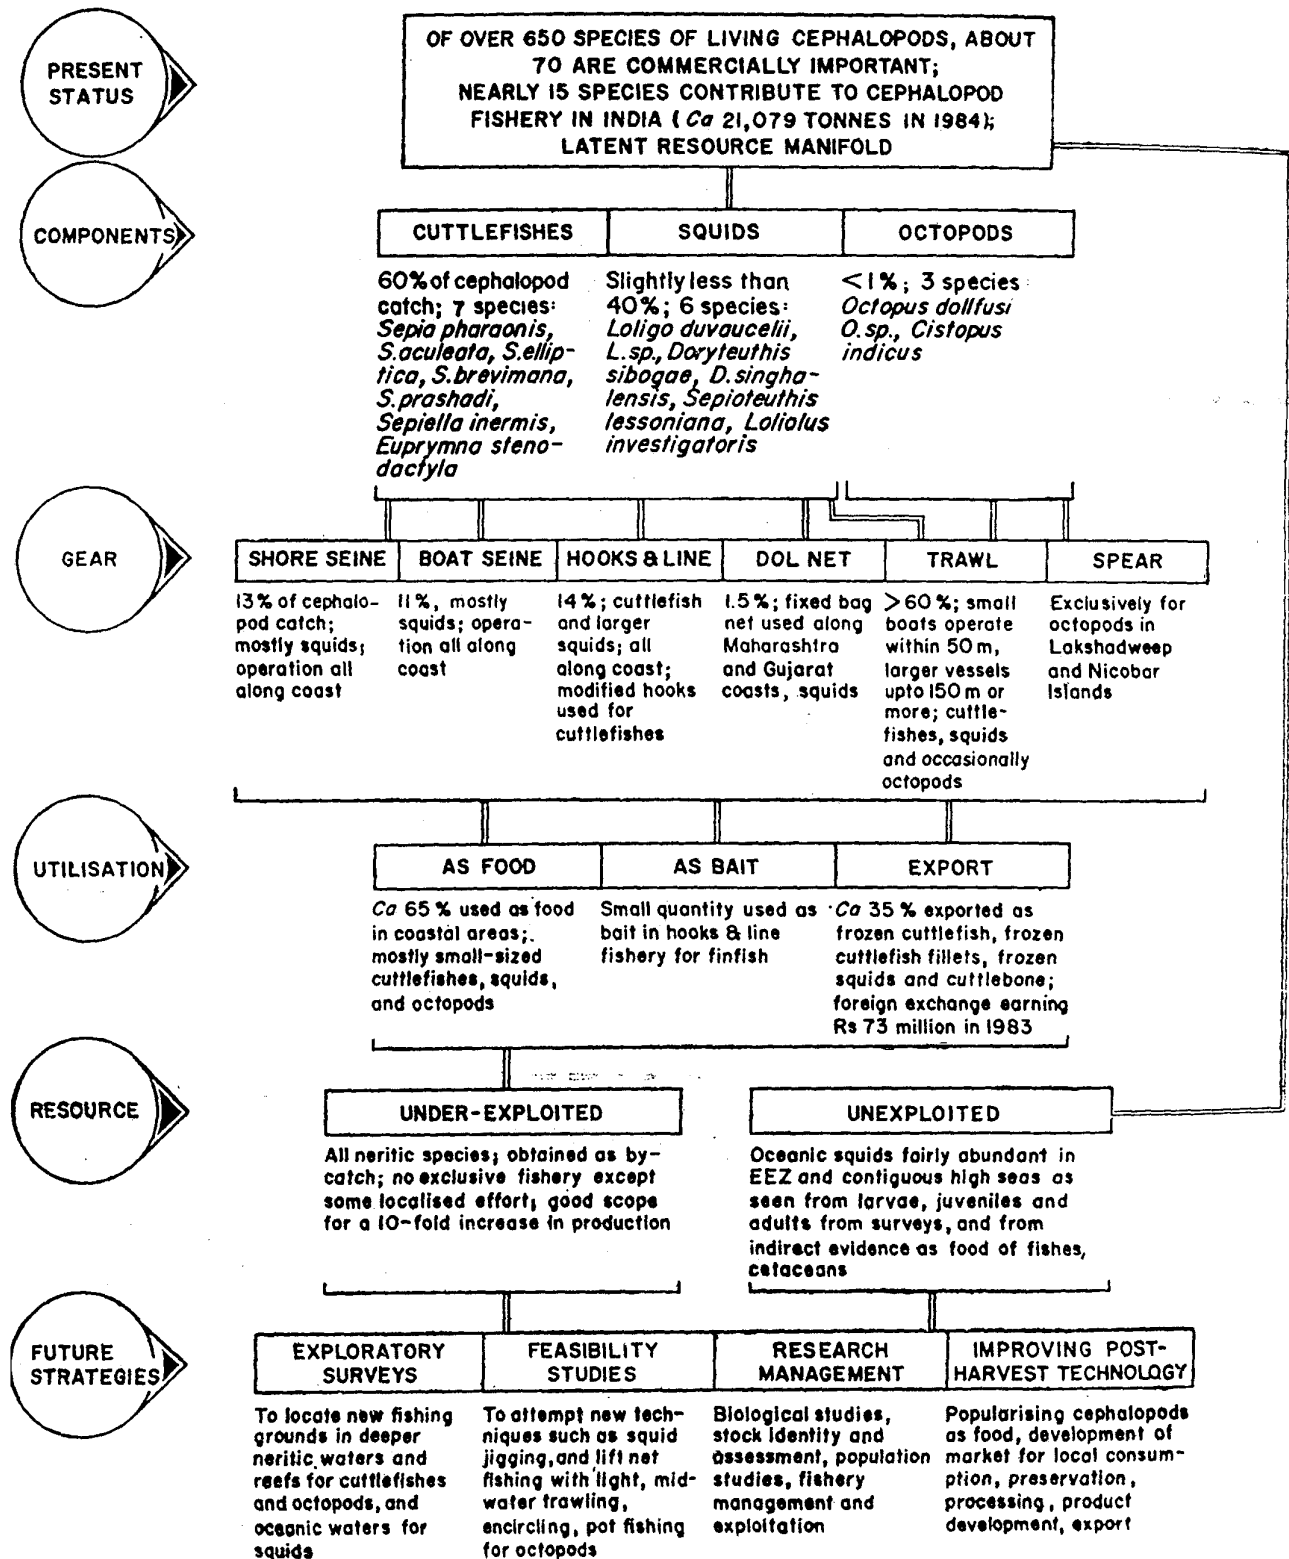 PRESENT
STATUS
OF OVER 650 SPECIES OF LIVING CEPHALOPODS, ABOUT
70 ARE COMMERCIALLY IMPORTANT;
NEARLY 15 SPECIES CONTRIBUTE TO CEPHALOPOD
FISHERY IN INDIA (Ca 21,079 TONNES IN 1984);
LATENT RESOURCE MANIFOLD
COMPONENTS
CUTTLEFISHES
60% of cephalopod
catch; 7 species:
Sepia pharaonis,
S.aculeata, S.ellip-
tica, S.brevimana,
S.prashadi,
Sepiella inermis,
Euprymna steno-
dactyla
SQUIDS
Slightly less than
40%; 6 species:
Loligo duvaucelii,
L.sp., Doryteuthis
sibogae, D.singha-
lensis, Sepioteuthis
lessoniana, Loliolus
investigatoris
OCTOPODS
<1%; 3 species
Octopus dollfusi
O.sp., Cistopus
indicus
GEAR
SHORE SEINE
13% of cephalo-
pod catch;
mostly squids;
operation all
along coast
BOAT SEINE
11%, mostly
squids; opera-
tion all along
coast
HOOKS & LINE
14%; cuttlefish
and larger
squids; all
along coast;
modified hooks
used for
cuttlefishes
DOL NET
1.5%; fixed bag
net used along
Maharashtra
and Gujarat
coasts, squids
TRAWL
>60%; small
boats operate
within 50 m,
larger vessels
upto 150 m or
more; cuttle-
fishes, squids
and occasionally
octopods
SPEAR
Exclusively for
octopods in
Lakshadweep
and Nicobar
Islands
UTILISATION
AS FOOD
Ca 65% used as food
in coastal areas;
mostly small-sized
cuttlefishes, squids,
and octopods
AS BAIT
Small quantity used as
bait in hooks & line
fishery for finfish
EXPORT
Ca 35% exported as
frozen cuttlefish, frozen
cuttlefish fillets, frozen
squids and cuttlebone;
foreign exchange earning
Rs 73 million in 1983
RESOURCE
UNDER-EXPLOITED
All neritic species; obtained as by-
catch; no exclusive fishery except
some localised effort; good scope
for a 10-fold increase in production
UNEXPLOITED
Oceanic squids fairly abundant in
EEZ and contiguous high seas as
seen from larvae, juveniles and
adults from surveys, and from
indirect evidence as food of fishes,
cetaceans
FUTURE
STRATEGIES
EXPLORATORY
SURVEYS
To locate new fishing
grounds in deeper
neritic waters and
reefs for cuttlefishes
and octopods, and
oceanic waters for
squids
FEASIBILITY
STUDIES
To attempt new tech-
niques such as squid
jigging, and lift net
fishing with light, mid-
water trawling,
encircling, pot fishing
for octopods
RESEARCH
MANAGEMENT
Biological studies,
stock identity and
assessment, population
studies, fishery
management and
exploitation
IMPROVING POST-
HARVEST TECHNOLOGY
Popularising cephalopods
as food, development of
market for local consum-
ption, preservation,
processing, product
development, export